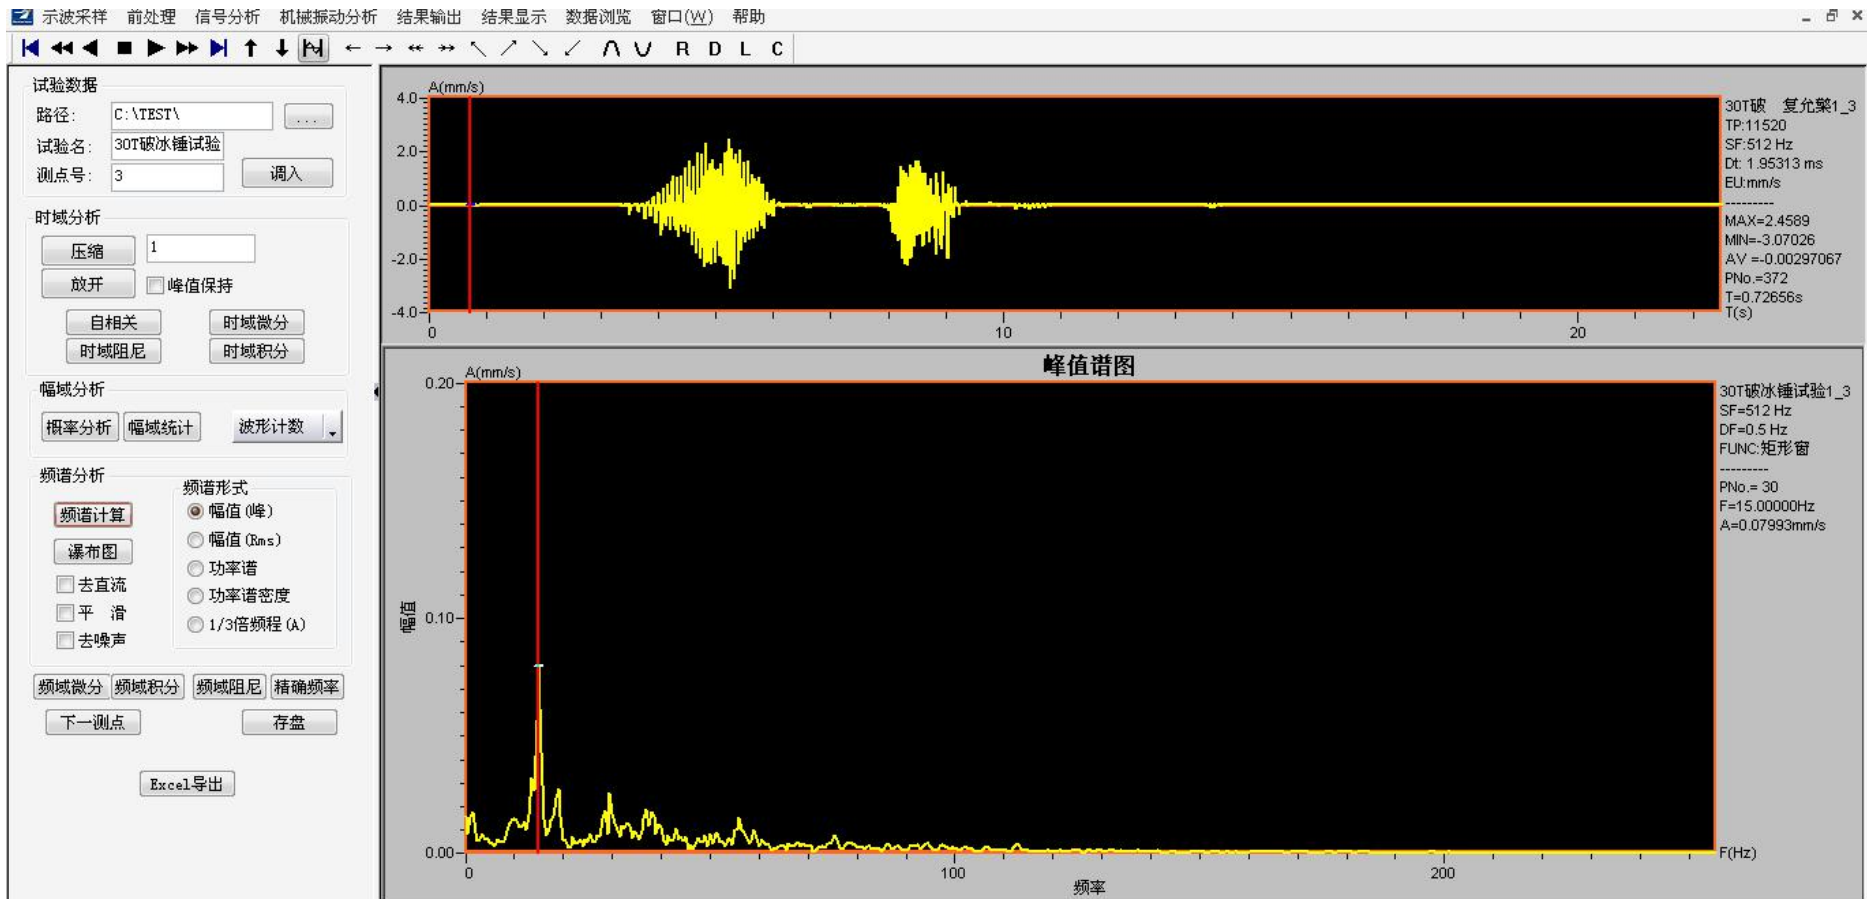 示波采样 前处理 信号分析 机械振动分析 结果输出 结果显示 数据浏览 窗口(W) 帮助
R D L C
试验数据
路径: C:\TEST\ ...
试验名: 30T破冰锤试验
测点号: 3 调入
时域分析
压缩 1
放开 峰值保持
自相关 时域微分
时域阻尼 时域积分
幅域分析
概率分析 幅域统计 波形计数
频谱分析
频谱计算
瀑布图
去直流
平 滑
去噪声
频谱形式
幅值(峰)
幅值(Rms)
功率谱
功率谱密度
1/3倍频程(A)
频域微分 频域积分 频域阻尼 精确频率
下一测点 存盘
Excel导出
A(mm/s)
4.0
2.0
0.0
-2.0
-4.0
0 10 20
T(s)
30T破 复允檠1_3
TP:11520
SF:512 Hz
Dt: 1.95313 ms
EU:mm/s
---------
MAX=2.4589
MIN=-3.07026
AV =-0.00297067
PNo.=372
T=0.72656s
峰值谱图
A(mm/s)
0.20
0.10
0.00
幅值
0 100 200
F(Hz)
频率
30T破冰锤试验1_3
SF=512 Hz
DF=0.5 Hz
FUNC:矩形窗
---------
PNo.= 30
F=15.00000Hz
A=0.07993mm/s